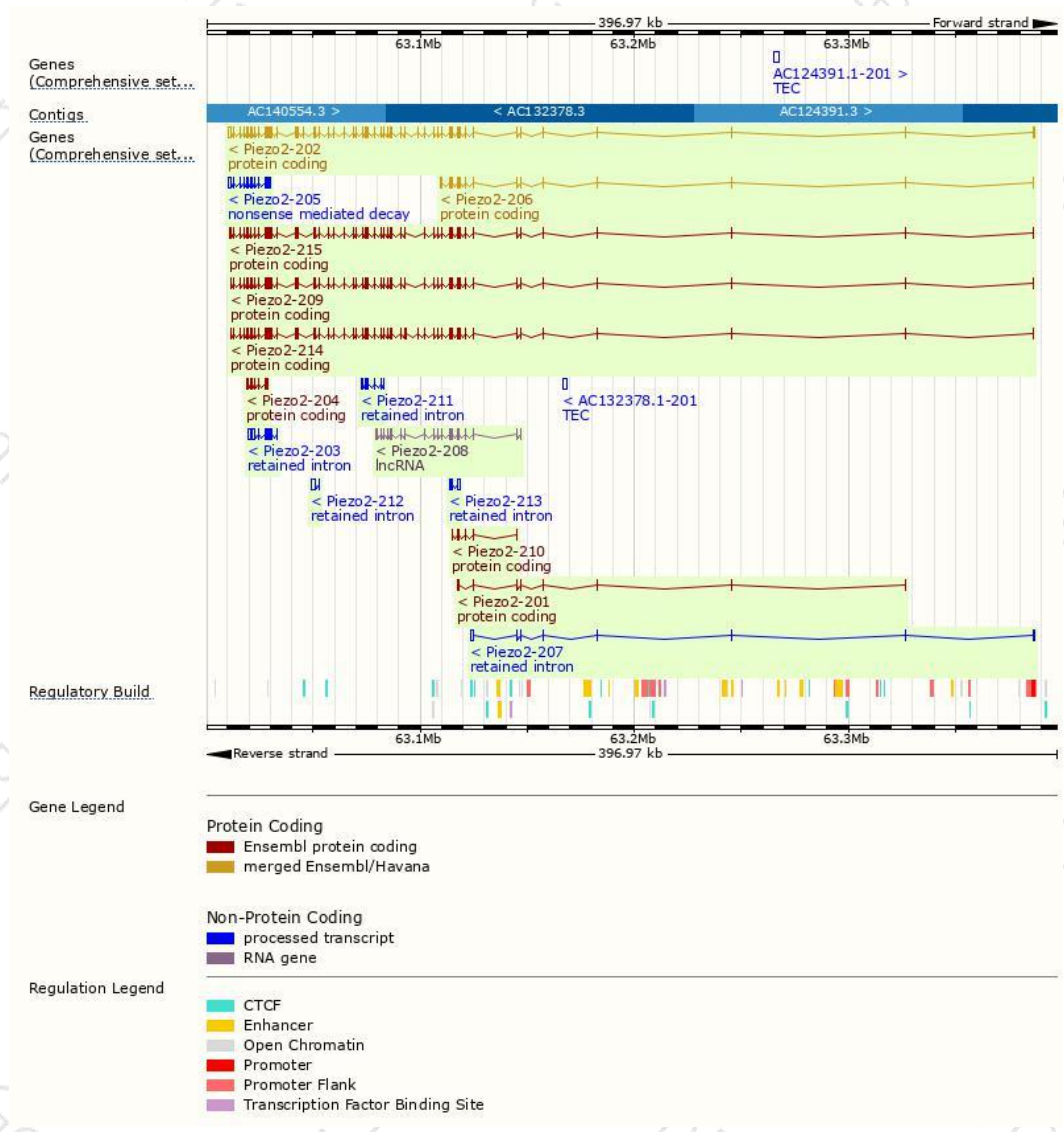 396.97 kb
Forward strand
63.1Mb 63.2Mb 63.3Mb
Genes
(Comprehensive set...
AC124391.1-201 >
TEC
Contigs
AC140554.3 > < AC132378.3 AC124391.3 >
Genes
(Comprehensive set...
< Piezo2-202
protein coding
< Piezo2-205 < Piezo2-206
nonsense mediated decay protein coding
< Piezo2-215
protein coding
< Piezo2-209
protein coding
< Piezo2-214
protein coding
< Piezo2-204 < Piezo2-211 < AC132378.1-201
protein coding retained intron TEC
< Piezo2-203 < Piezo2-208
retained intron lncRNA
< Piezo2-212 < Piezo2-213
retained intron retained intron
< Piezo2-210
protein coding
< Piezo2-201
protein coding
< Piezo2-207
retained intron
Regulatory Build
63.1Mb 63.2Mb 63.3Mb
Reverse strand 396.97 kb
Gene Legend
Protein Coding
Ensembl protein coding
merged Ensembl/Havana
Non-Protein Coding
processed transcript
RNA gene
Regulation Legend
CTCF
Enhancer
Open Chromatin
Promoter
Promoter Flank
Transcription Factor Binding Site